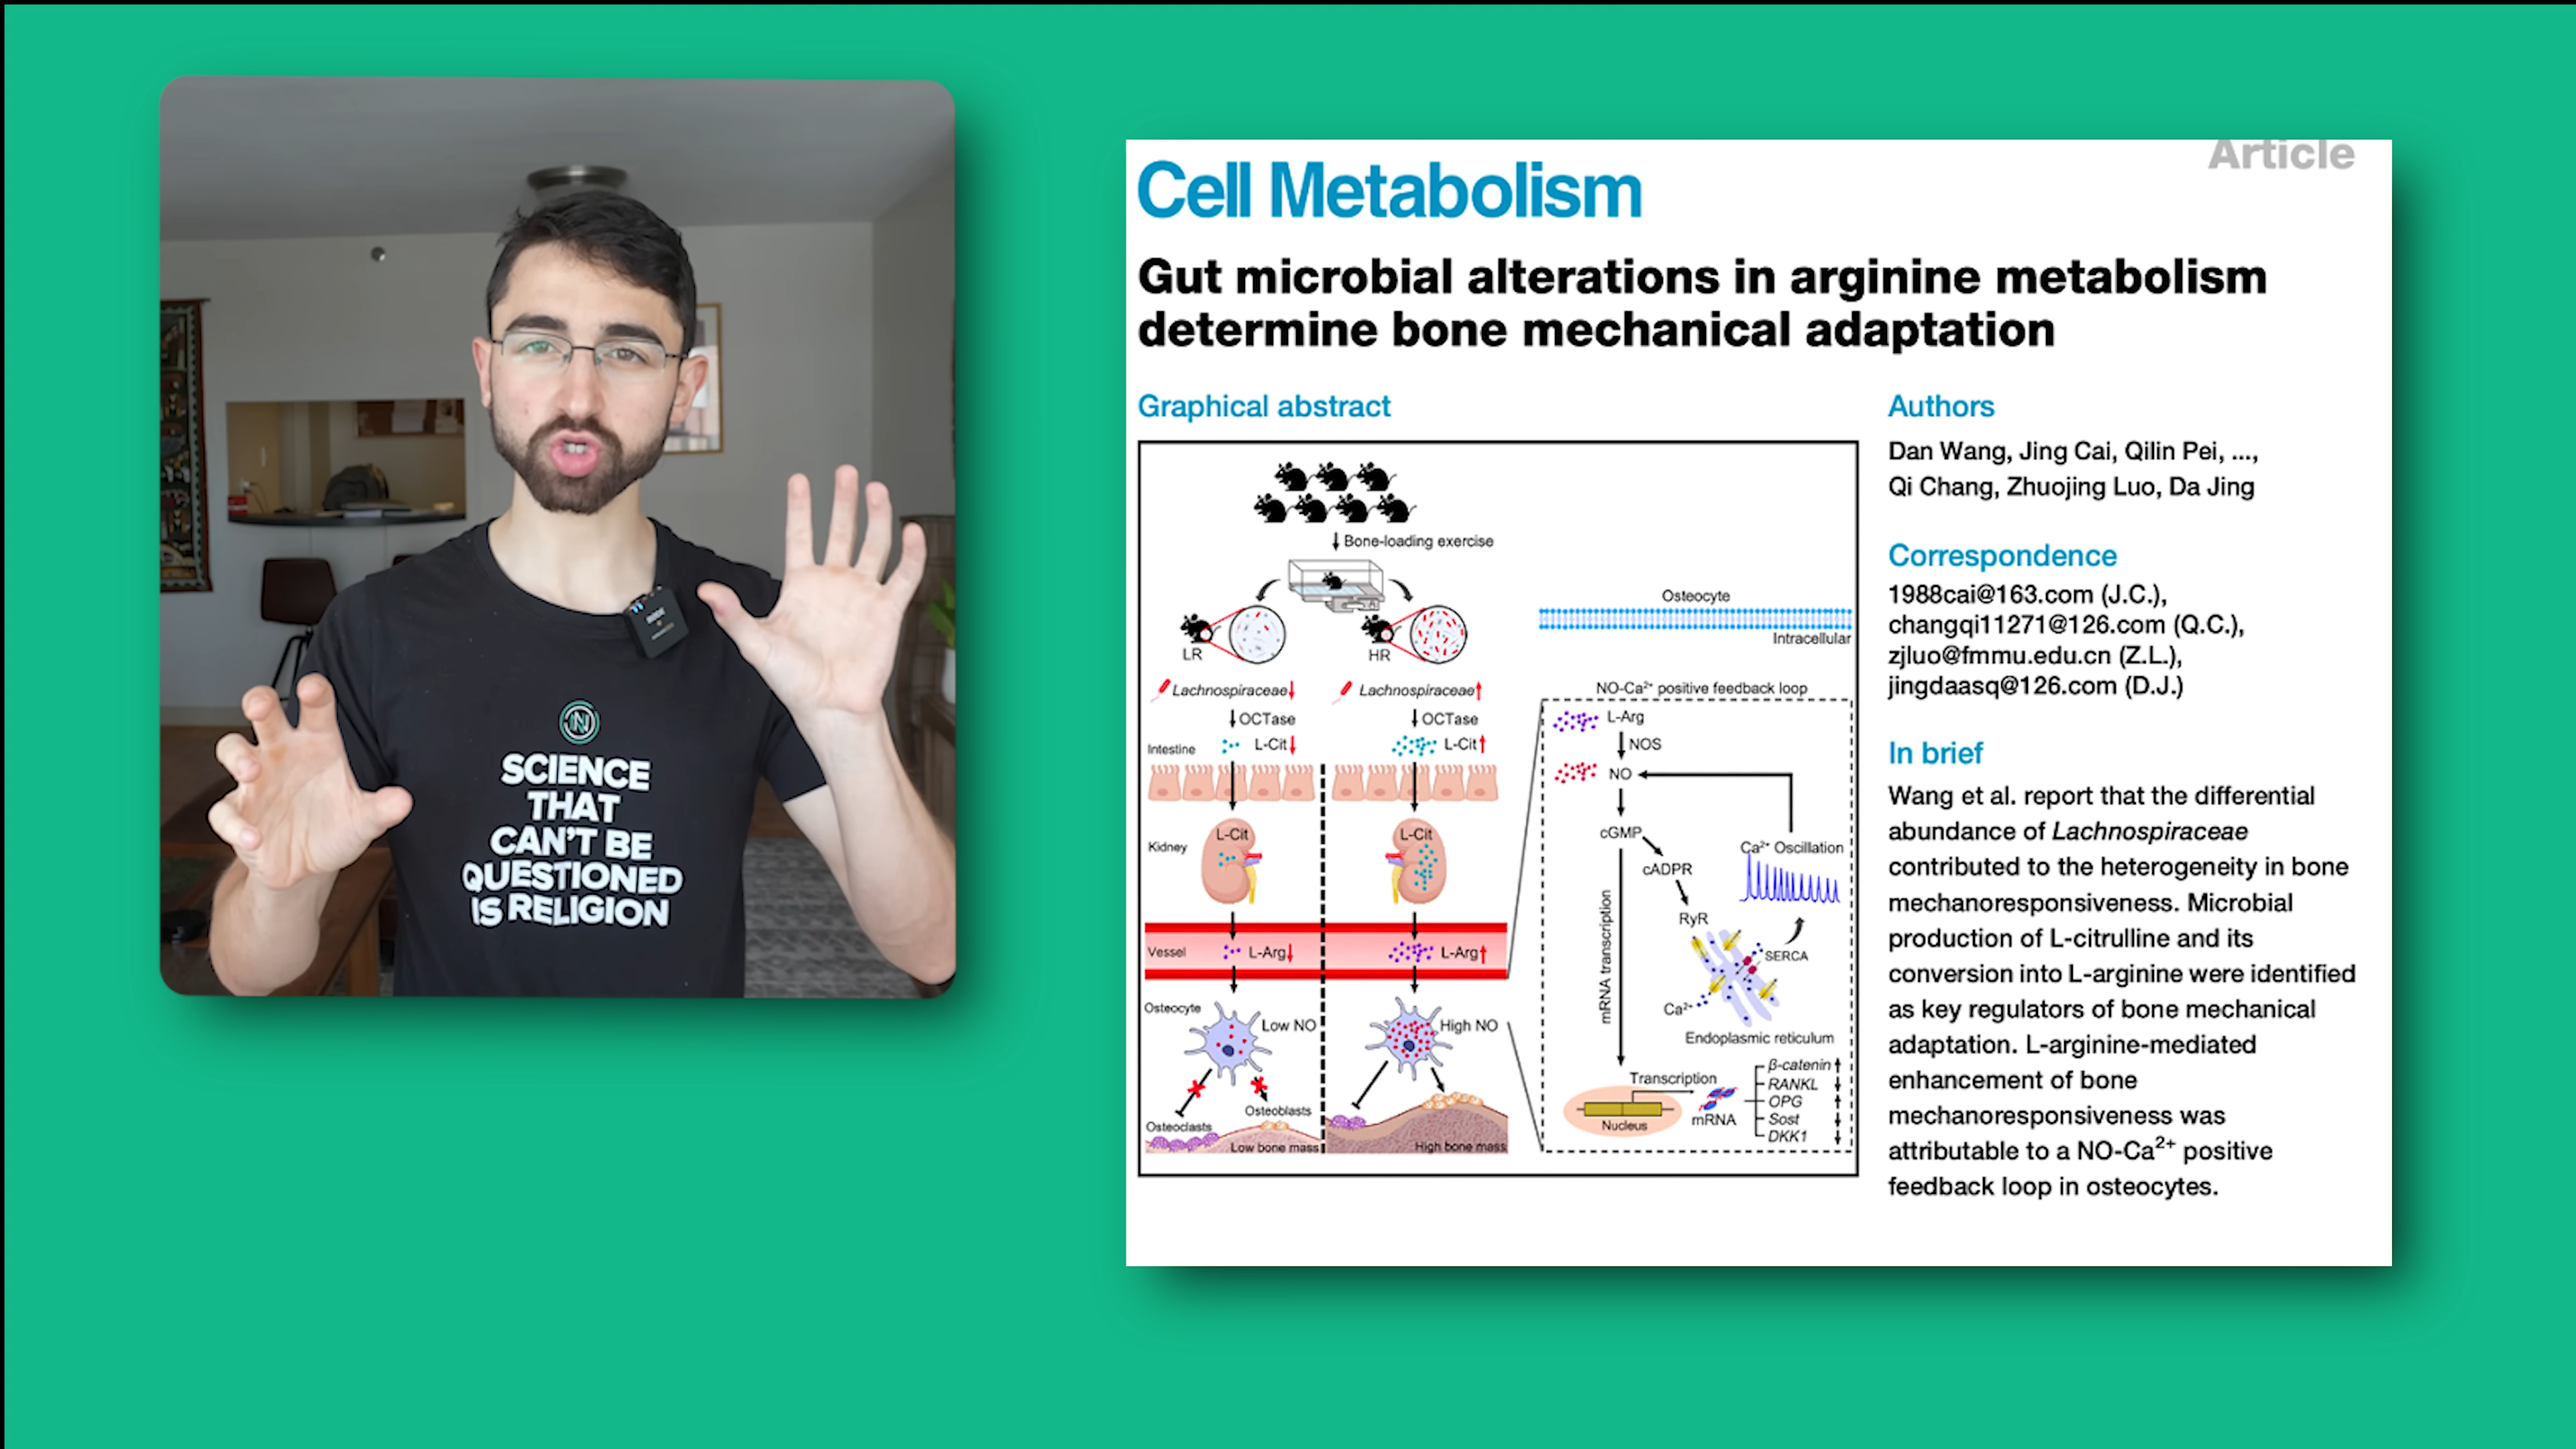 SCIENCE
THAT
CAN'T BE
QUESTIONED
IS RELIGION
Article
Cell Metabolism
Gut microbial alterations in arginine metabolism
determine bone mechanical adaptation
Graphical abstract
Bone-loading exercise
LR
HR
Lachnospiraceae
Lachnospiraceae
OCTase
OCTase
Intestine
L-Cit
L-Cit
Kidney
L-Cit
L-Cit
Vessel
L-Arg
L-Arg
Osteocyte
Low NO
High NO
Osteoclasts
Osteoblasts
Low bone mass
High bone mass
Osteocyte
Intracellular
NO-Ca²⁺ positive feedback loop
L-Arg
NOS
NO
cGMP
cADPR
Ca²⁺ Oscillation
RyR
SERCA
Ca²⁺
Endoplasmic reticulum
mRNA transcription
Transcription
Nucleus
mRNA
β-catenin
RANKL
OPG
Sost
DKK1
Authors
Dan Wang, Jing Cai, Qilin Pei, ...,
Qi Chang, Zhuojing Luo, Da Jing
Correspondence
1988cai@163.com (J.C.),
changqi11271@126.com (Q.C.),
zjluo@fmmu.edu.cn (Z.L.),
jingdaasq@126.com (D.J.)
In brief
Wang et al. report that the differential
abundance of Lachnospiraceae
contributed to the heterogeneity in bone
mechanoresponsiveness. Microbial
production of L-citrulline and its
conversion into L-arginine were identified
as key regulators of bone mechanical
adaptation. L-arginine-mediated
enhancement of bone
mechanoresponsiveness was
attributable to a NO-Ca²⁺ positive
feedback loop in osteocytes.